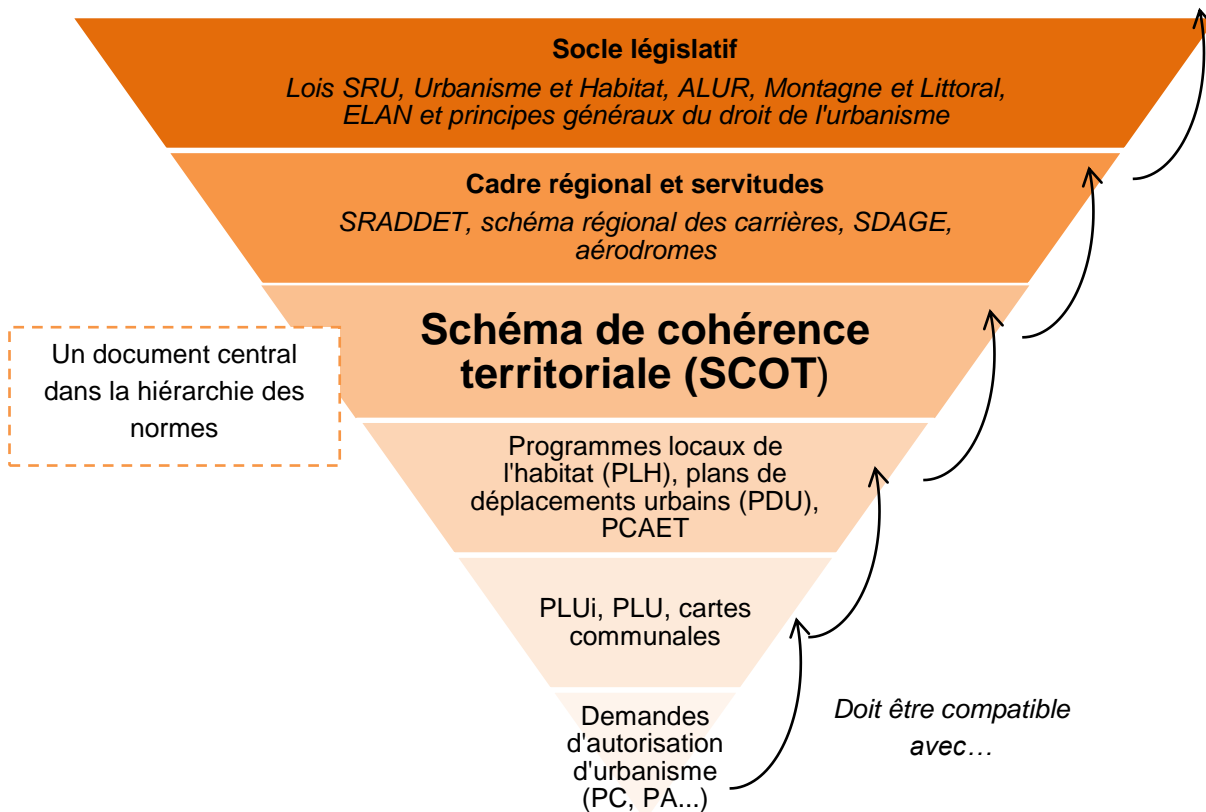 Socle législatif
Lois SRU, Urbanisme et Habitat, ALUR, Montagne et Littoral,
ELAN et principes généraux du droit de l'urbanisme
Cadre régional et servitudes
SRADDET, schéma régional des carrières, SDAGE,
aérodromes
Schéma de cohérence
territoriale (SCOT)
Un document central
dans la hiérarchie des
normes
Programmes locaux de
l'habitat (PLH), plans de
déplacements urbains (PDU),
PCAET
PLUi, PLU, cartes
communales
Demandes
d'autorisation
d'urbanisme
(PC, PA...)
Doit être compatible
avec…